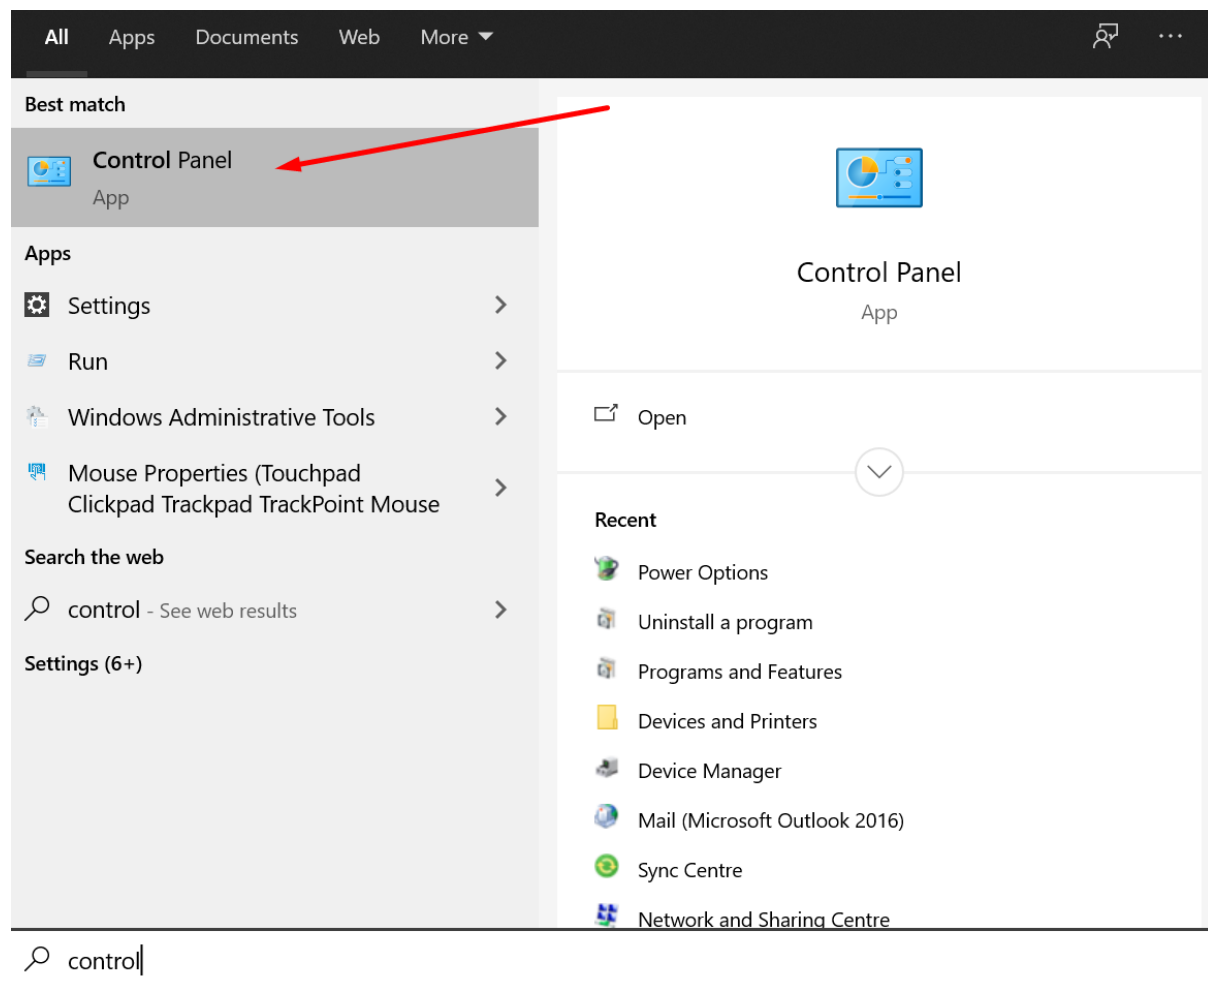 All Apps Documents Web More
Best match
Control Panel
App
Apps
Settings
Run
Windows Administrative Tools
Mouse Properties (Touchpad
Clickpad Trackpad TrackPoint Mouse
Search the web
control - See web results
Settings (6+)
Control Panel
App
Open
Recent
Power Options
Uninstall a program
Programs and Features
Devices and Printers
Device Manager
Mail (Microsoft Outlook 2016)
Sync Centre
Network and Sharing Centre
control